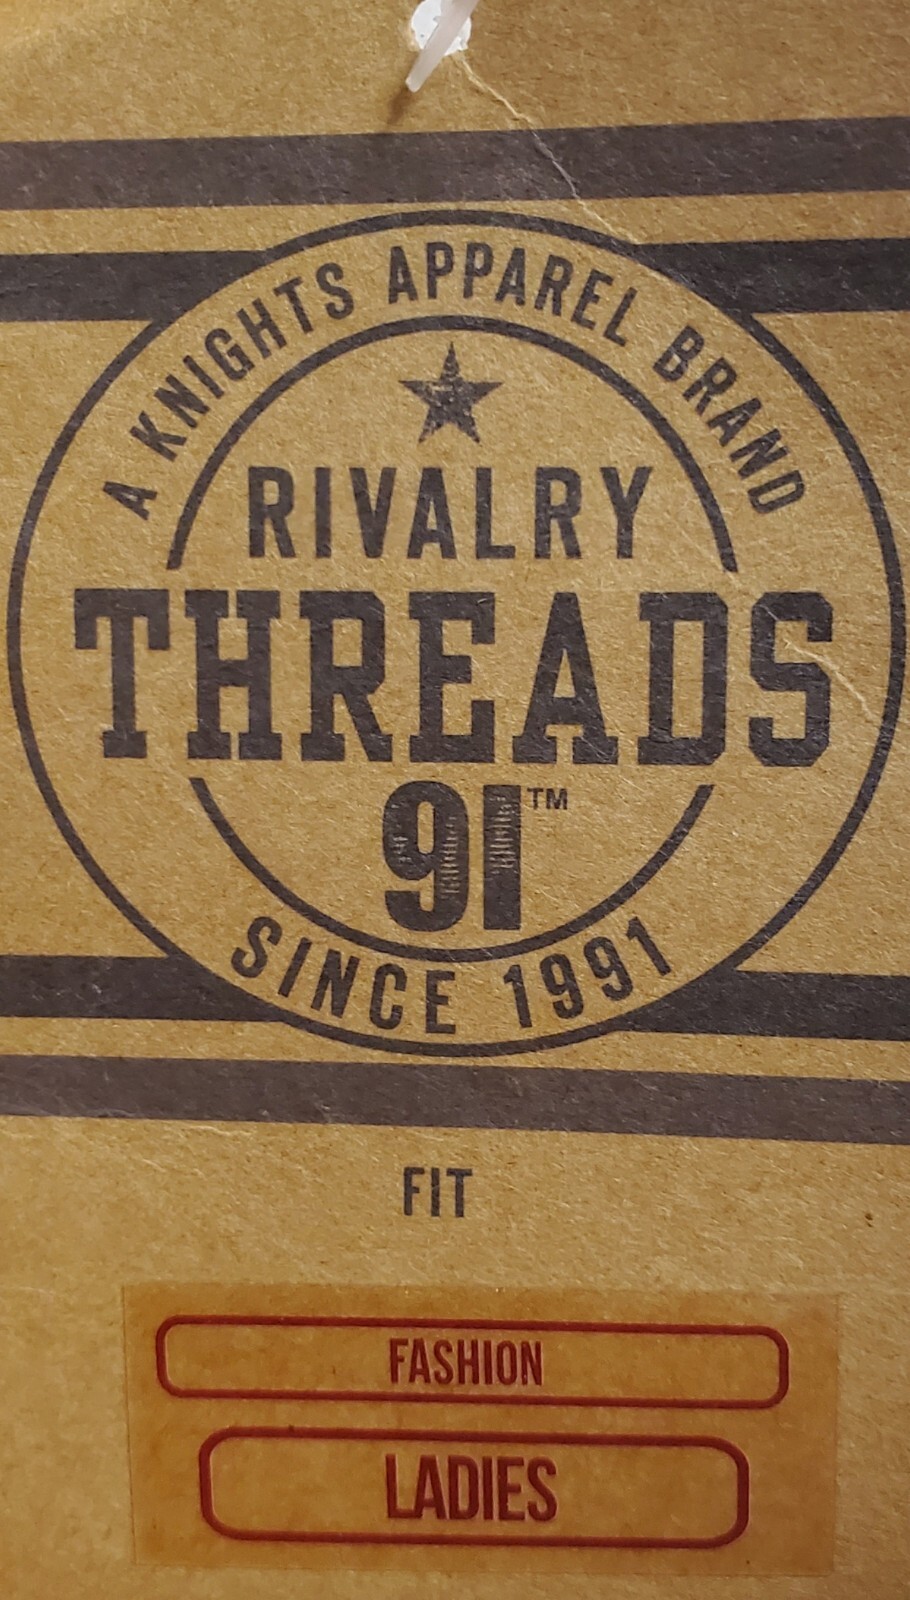 A KNIGHTS APPAREL BRAND
RIVALRY
THREADS
91™
SINCE 1991
FIT
FASHION
LADIES